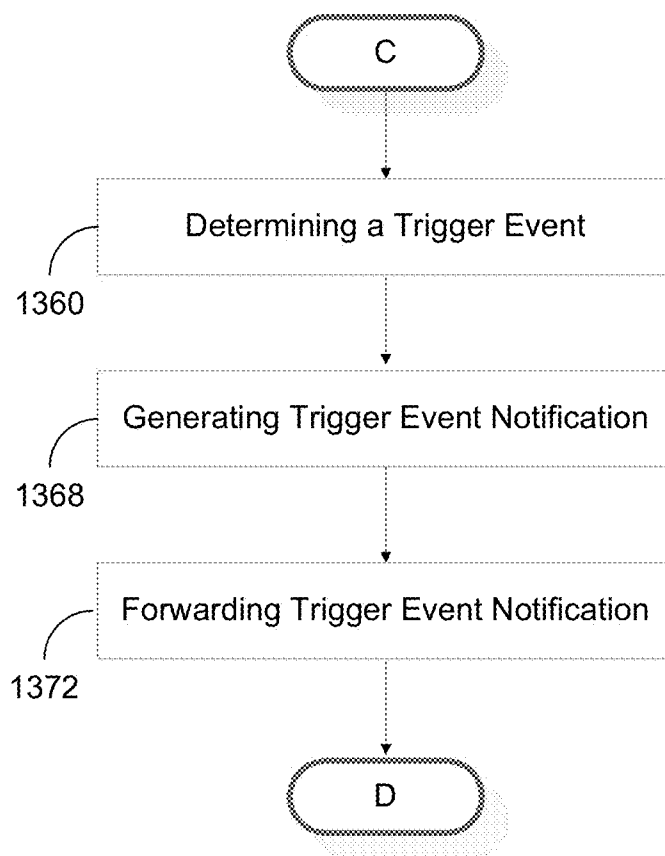 C
Determining a Trigger Event
1360
Generating Trigger Event Notification
1368
Forwarding Trigger Event Notification
1372
D